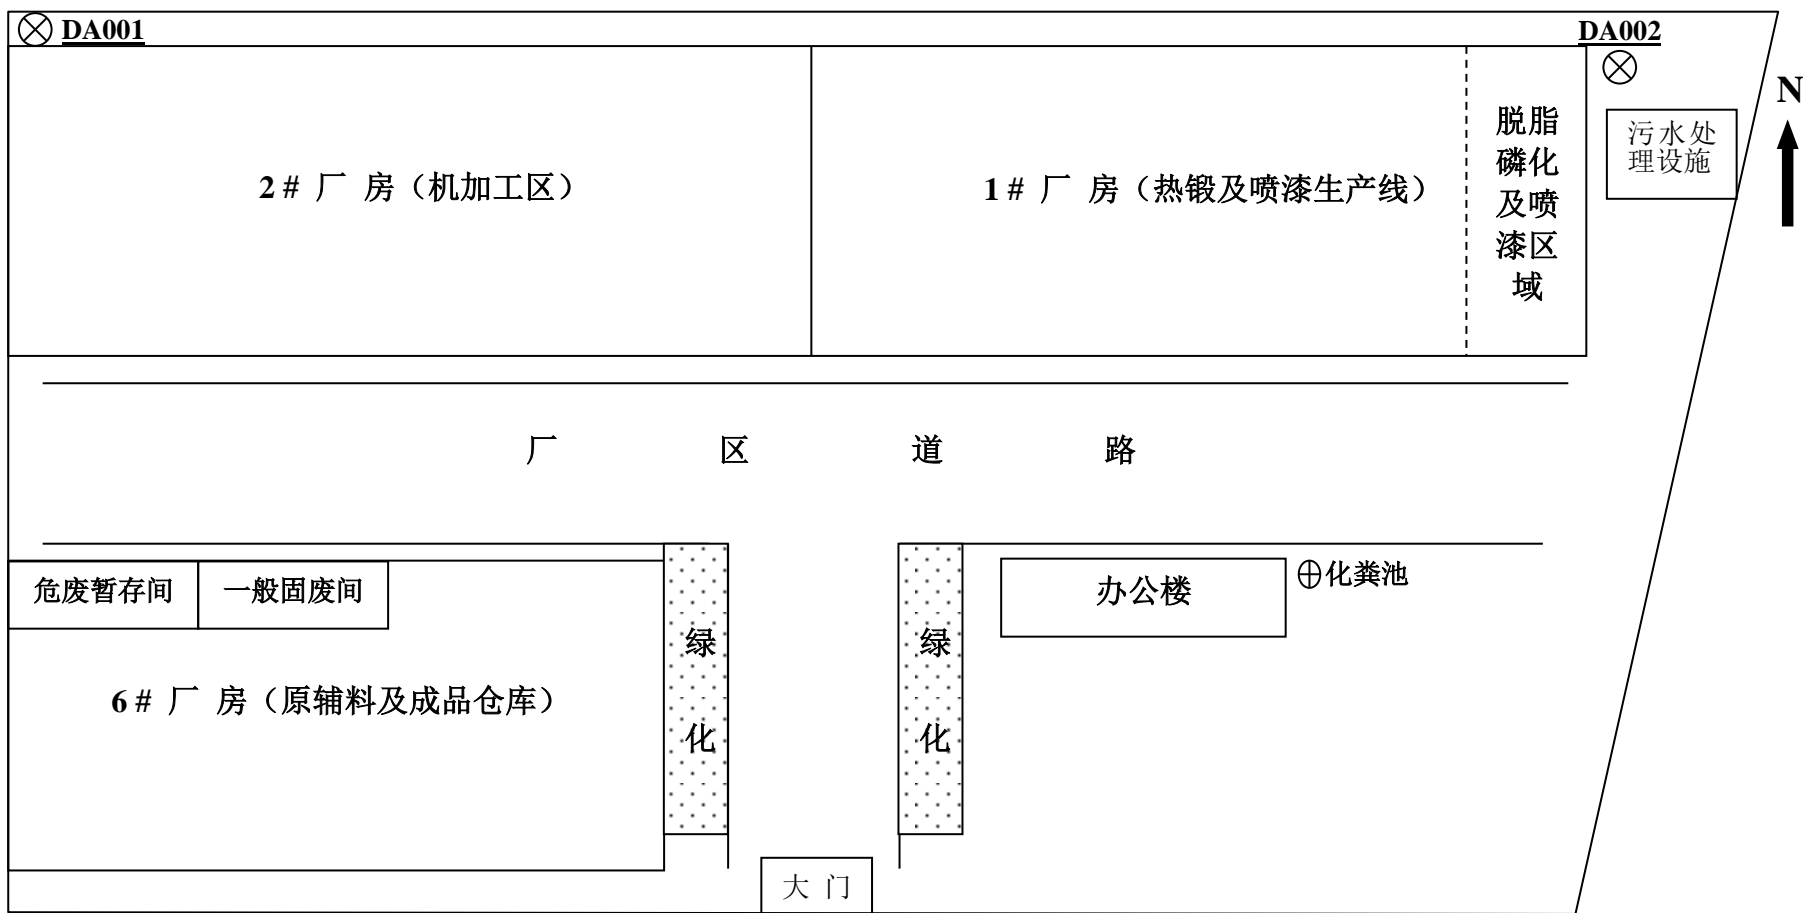 DA001
DA002
N
2# 厂 房（机加工区）
1# 厂 房（热锻及喷漆生产线）
脱脂
磷化
及喷
漆区
域
污水处
理设施
厂 区 道 路
危废暂存间
一般固废间
6# 厂 房（原辅料及成品仓库）
绿
化
绿
化
办公楼
化粪池
大 门